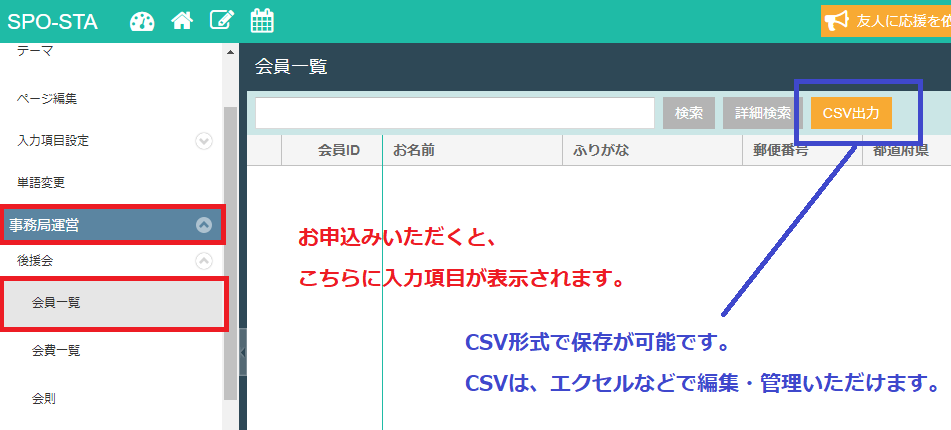 SPO-STA
友人に応援を依
テーマ
ページ編集
入力項目設定
単語変更
事務局運営
後援会
会員一覧
会費一覧
会則
会員一覧
検索 詳細検索 CSV出力
会員ID お名前 ふりがな 郵便番号 都道府県
お申込みいただくと、
こちらに入力項目が表示されます。
CSV形式で保存が可能です。
CSVは、エクセルなどで編集・管理いただけます。